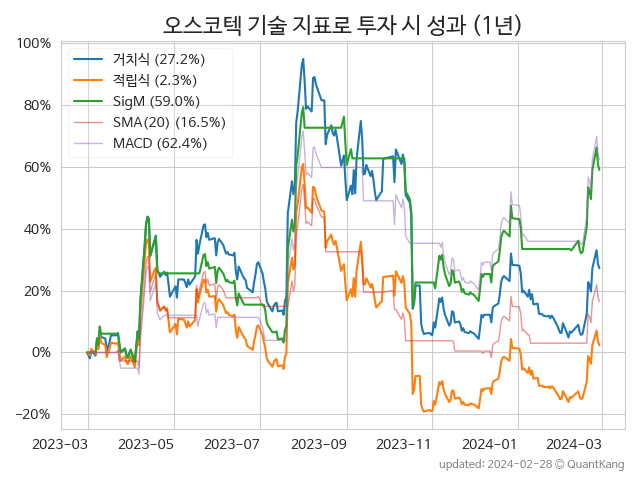 오스코텍 기술 지표로 투자 시 성과 (1년)
100%
80%
60%
40%
20%
0%
−20%
거치식 (27.2%)
적립식 (2.3%)
SigM (59.0%)
SMA(20) (16.5%)
MACD (62.4%)
2023-03
2023-05
2023-07
2023-09
2023-11
2024-01
2024-03
updated: 2024-02-28 © QuantKang